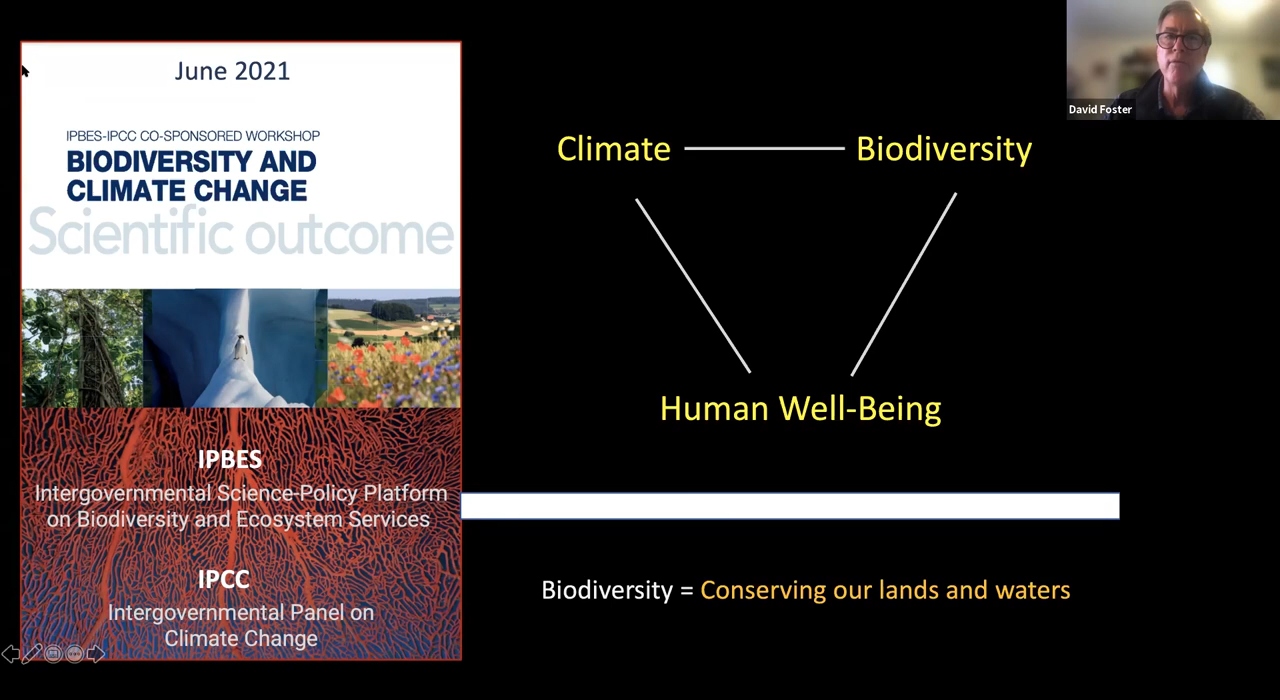 June 2021
IPBES-IPCC CO-SPONSORED WORKSHOP
BIODIVERSITY AND
CLIMATE CHANGE
Scientific outcome
IPBES
Intergovernmental Science-Policy Platform
on Biodiversity and Ecosystem Services
IPCC
Intergovernmental Panel on
Climate Change
Climate
Biodiversity
Human Well-Being
Biodiversity = Conserving our lands and waters
David Foster